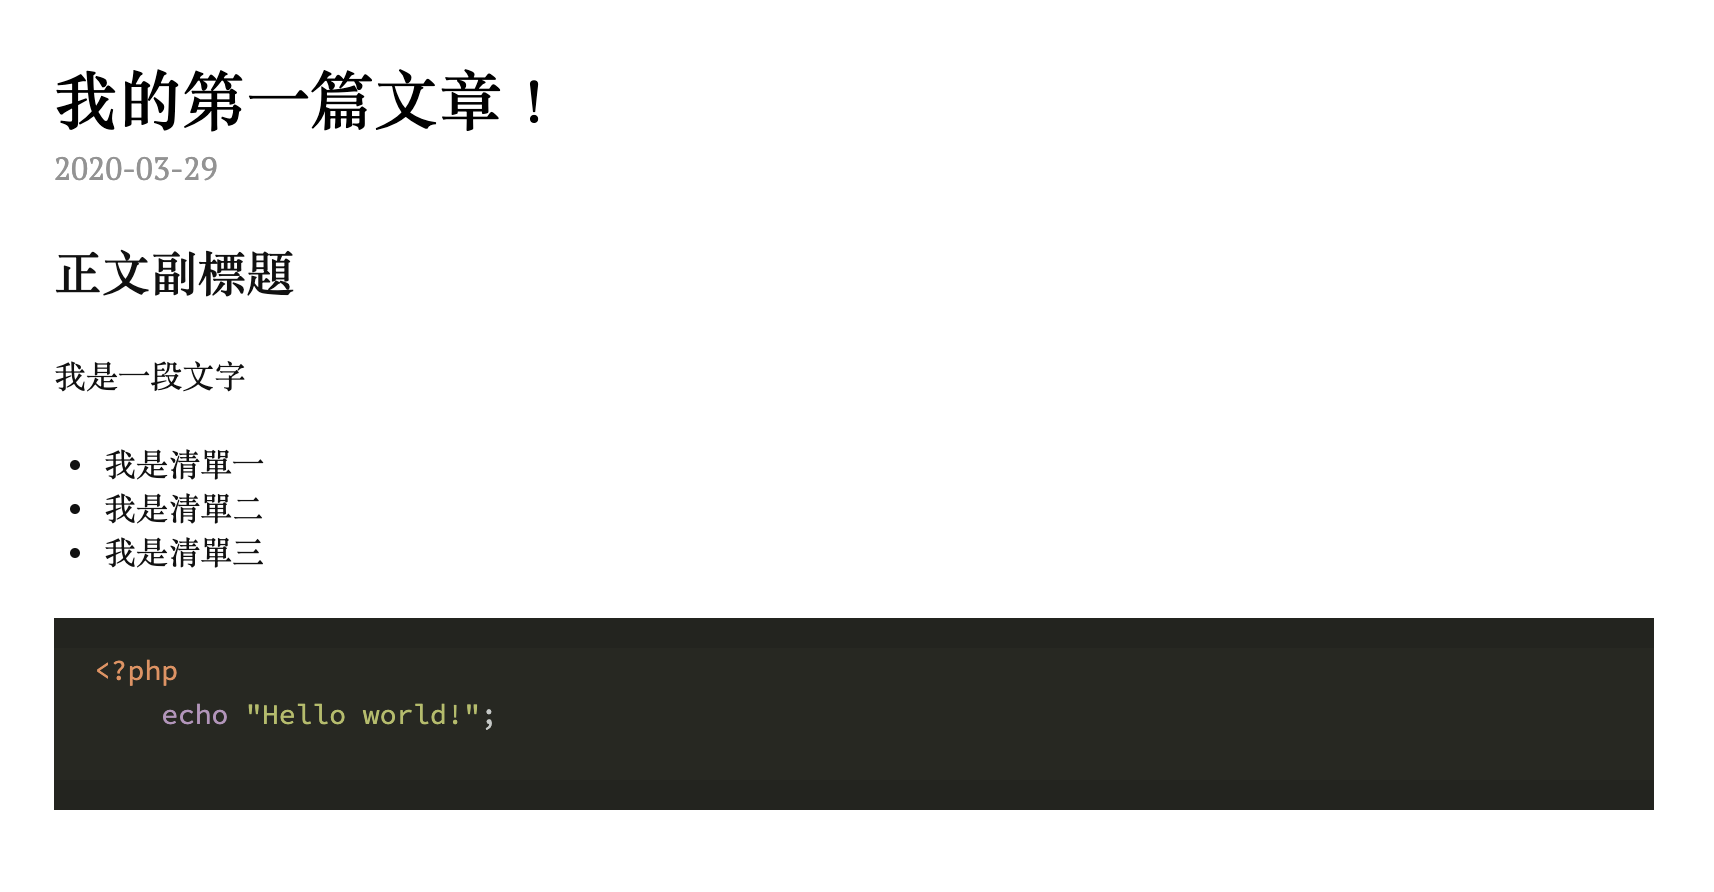 我的第一篇文章！
2020-03-29
正文副標題
我是一段文字
• 我是清單一
• 我是清單二
• 我是清單三
<?php
    echo "Hello world!";